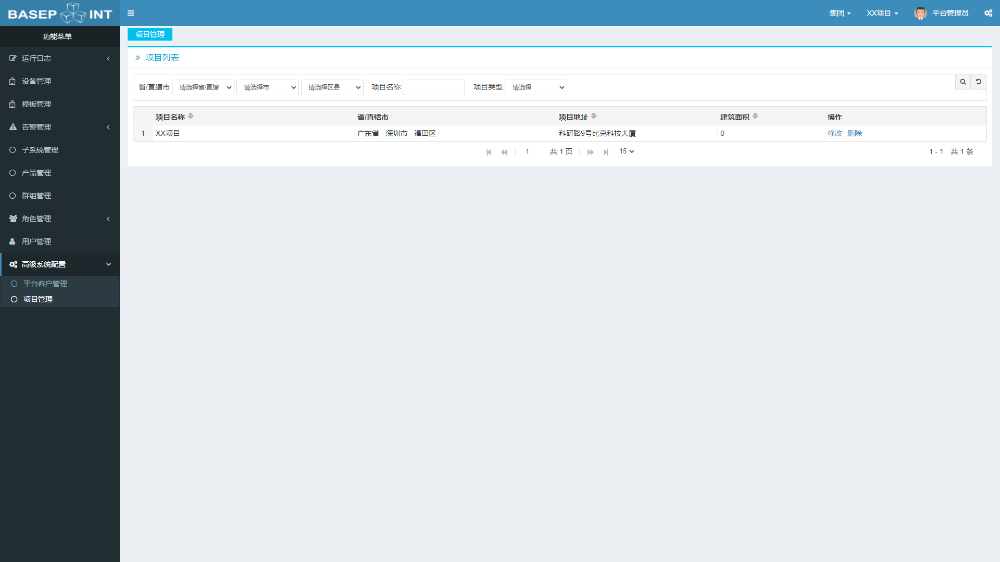 BASEP INT
集团
XX项目
平台管理员
功能菜单
运行日志
设备管理
模板管理
告警管理
子系统管理
产品管理
群组管理
角色管理
用户管理
高级系统配置
平台客户管理
项目管理
项目管理
项目列表
省/直辖市 请选择省/直辖 请选择市 请选择区县 项目名称 项目类型 请选择
项目名称 省/直辖市 项目地址 建筑面积 操作
1 XX项目 广东省 - 深圳市 - 福田区 科研路9号比克科技大厦 0 修改 删除
1 共 1 页 15 1 - 1 共 1 条